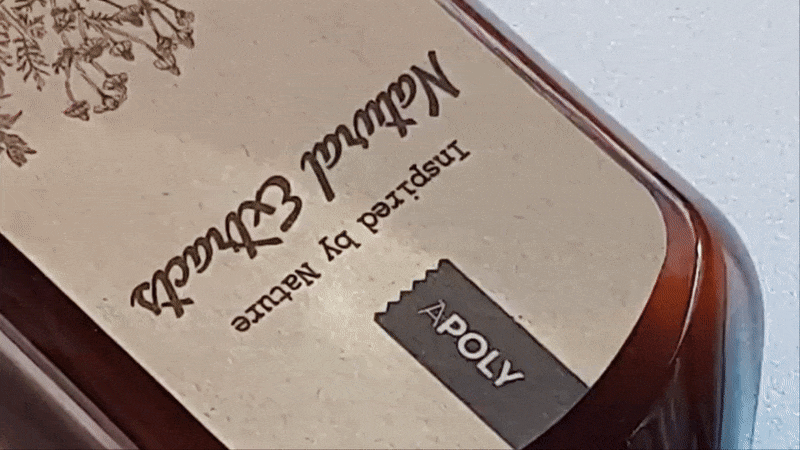 Natural Extracts
Inspired by Nature
APOLY